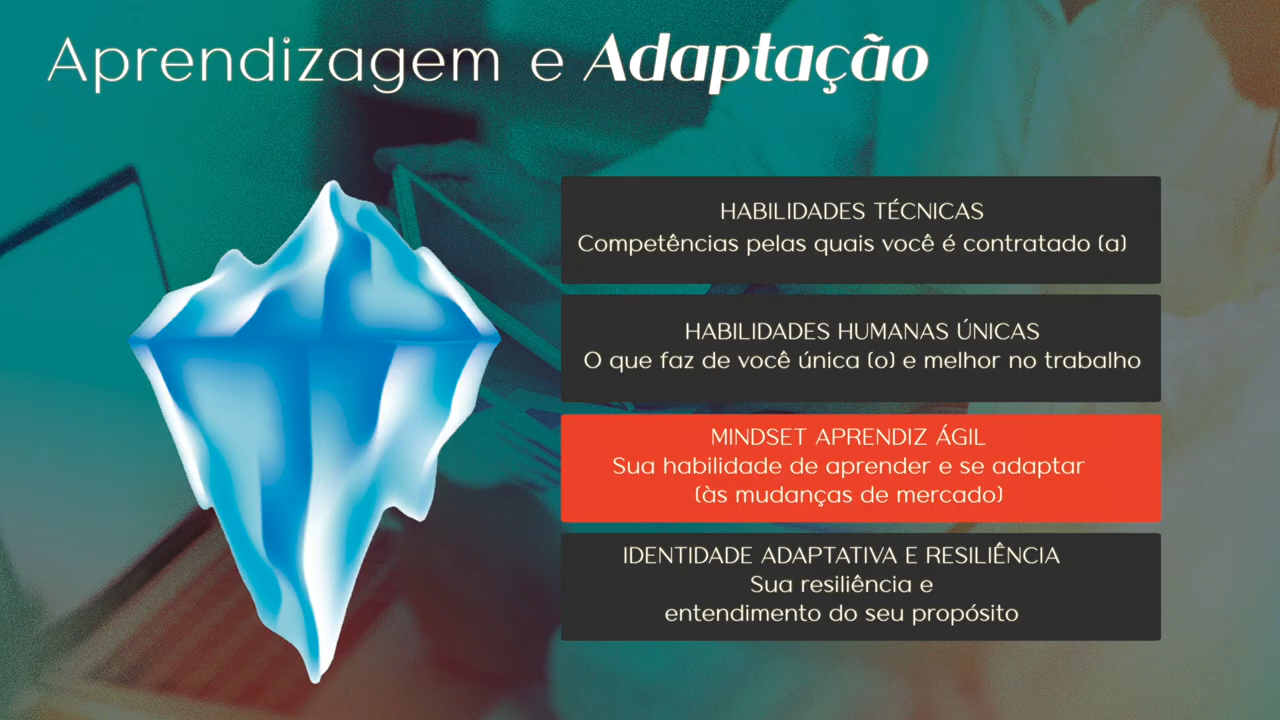 Aprendizagem e Adaptação
HABILIDADES TÉCNICAS
Competências pelas quais você é contratado (a)
HABILIDADES HUMANAS ÚNICAS
O que faz de você única (o) e melhor no trabalho
MINDSET APRENDIZ ÁGIL
Sua habilidade de aprender e se adaptar
(às mudanças de mercado)
IDENTIDADE ADAPTATIVA E RESILIÊNCIA
Sua resiliência e
entendimento do seu propósito